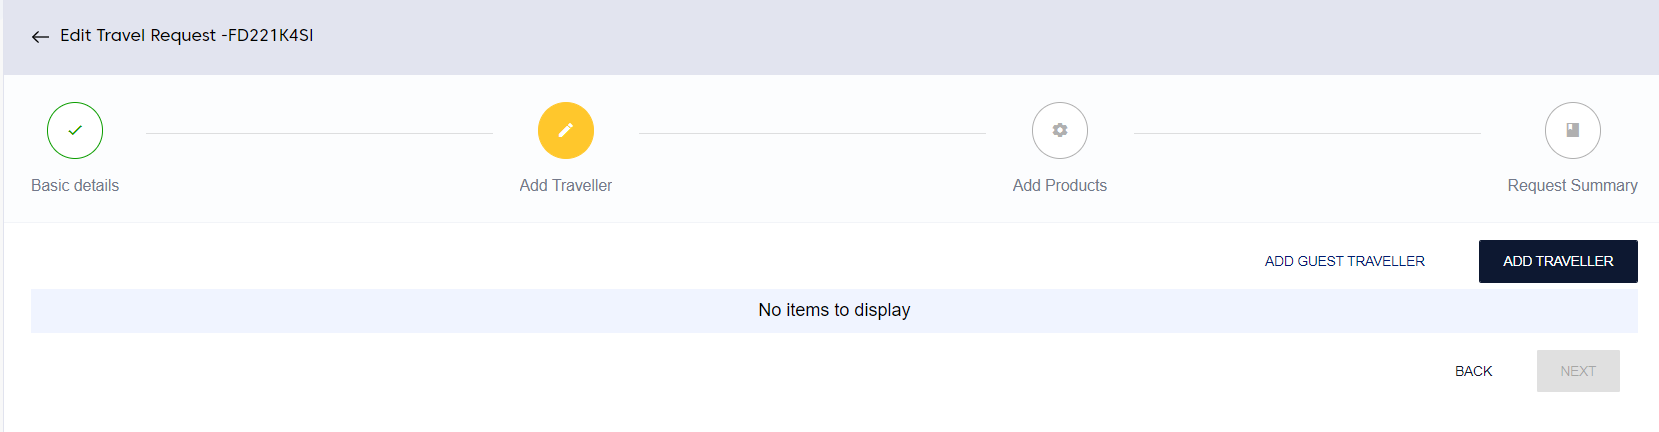 Edit Travel Request -FD221K4SI
Basic details
Add Traveller
Add Products
Request Summary
ADD GUEST TRAVELLER
ADD TRAVELLER
No items to display
BACK
NEXT